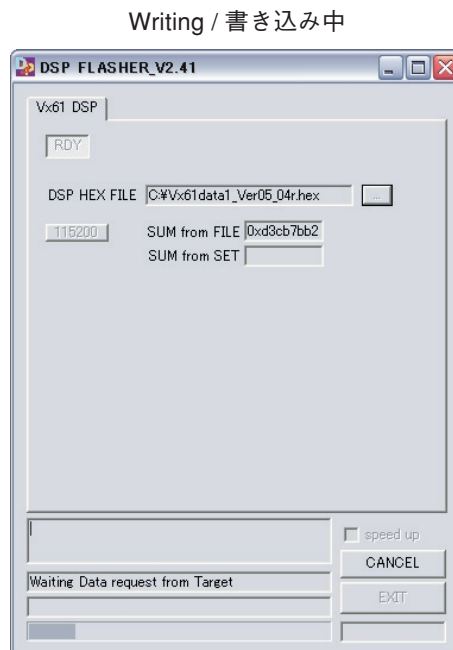 Writing / 書き込み中
DSP FLASHER_V2.41
Vx61 DSP
RDY
DSP HEX FILE C:¥Vx61data1_Ver05_04r.hex ...
115200 SUM from FILE 0xd3cb7bb2
SUM from SET
speed up
CANCEL
Waiting Data request from Target
EXIT